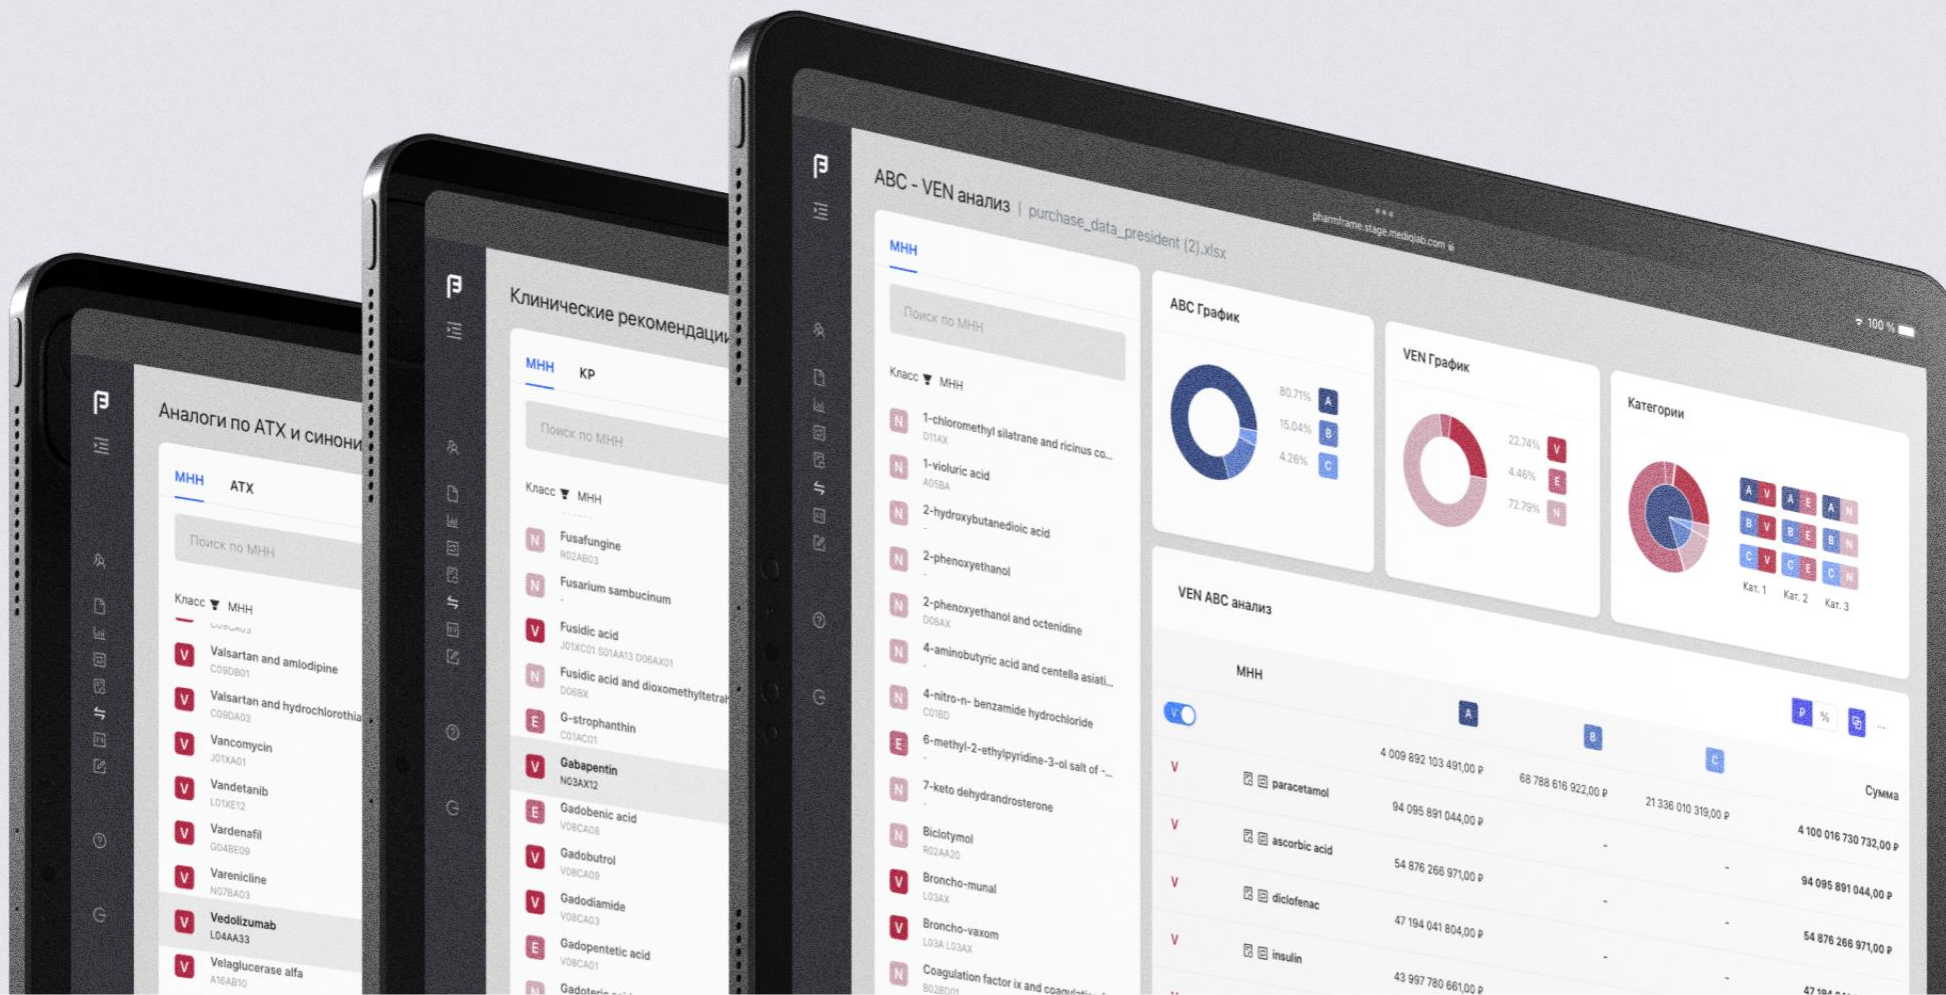 Аналоги по АТХ и синони
МНН АТХ
Поиск по МНН
Класс МНН
C09CA03
V Valsartan and amlodipine
C09DB01
V Valsartan and hydrochlorothia
C09DA03
V Vancomycin
J01XA01
V Vandetanib
L01XE12
V Vardenafil
G04BE09
V Varenicline
N07BA03
V Vedolizumab
L04AA33
V Velaglucerase alfa
A16AB10
Клинические рекомендации
МНН КР
Поиск по МНН
Класс МНН
N Fusafungine
R02AB03
N Fusarium sambucinum
-
V Fusidic acid
J01XC01 S01AA13 D06AX01
N Fusidic acid and dioxomethyltetrah
D06BX
E G-strophanthin
C01AC01
V Gabapentin
N03AX12
E Gadobenic acid
V08CA08
V Gadobutrol
V08CA09
V Gadodiamide
V08CA03
E Gadopentetic acid
V08CA01
N
pharmframe.stage.mediqlab.com
100 %
ABC - VEN анализ | purchase_data_president (2).xlsx
МНН
Поиск по МНН
Класс МНН
N 1-chloromethyl silatrane and ricinus co...
D11AX
N 1-violuric acid
A05BA
N 2-hydroxybutanedioic acid
-
N 2-phenoxyethanol
-
N 2-phenoxyethanol and octenidine
D08AX
N 4-aminobutyric acid and centella asiati...
-
N 4-nitro-n- benzamide hydrochloride
C01BD
E 6-methyl-2-ethylpyridine-3-ol salt of -...
-
N 7-keto dehydrandrosterone
-
N Biclotymol
R02AA20
V Broncho-munal
L03AX
V Broncho-vaxom
L03A L03AX
N Coagulation factor ix and coagulation f...
B02BD01
ABC График
80.71% A
15.04% B
4.26% C
VEN График
22.74% V
4.46% E
72.79% N
Категории
A V A E A N
B V B E B N
C V C E C N
Кат. 1 Кат. 2 Кат. 3
VEN ABC анализ
₽ %
МНН A B C Сумма
V 4 009 892 103 491,00 ₽ 68 788 616 922,00 ₽ 21 336 010 319,00 ₽ 4 100 016 730 732,00 ₽
V paracetamol 94 095 891 044,00 ₽ - - 94 095 891 044,00 ₽
V ascorbic acid 54 876 266 971,00 ₽ - - 54 876 266 971,00 ₽
V diclofenac 47 194 041 804,00 ₽ - -
V insulin 43 997 780 661,00 ₽ -